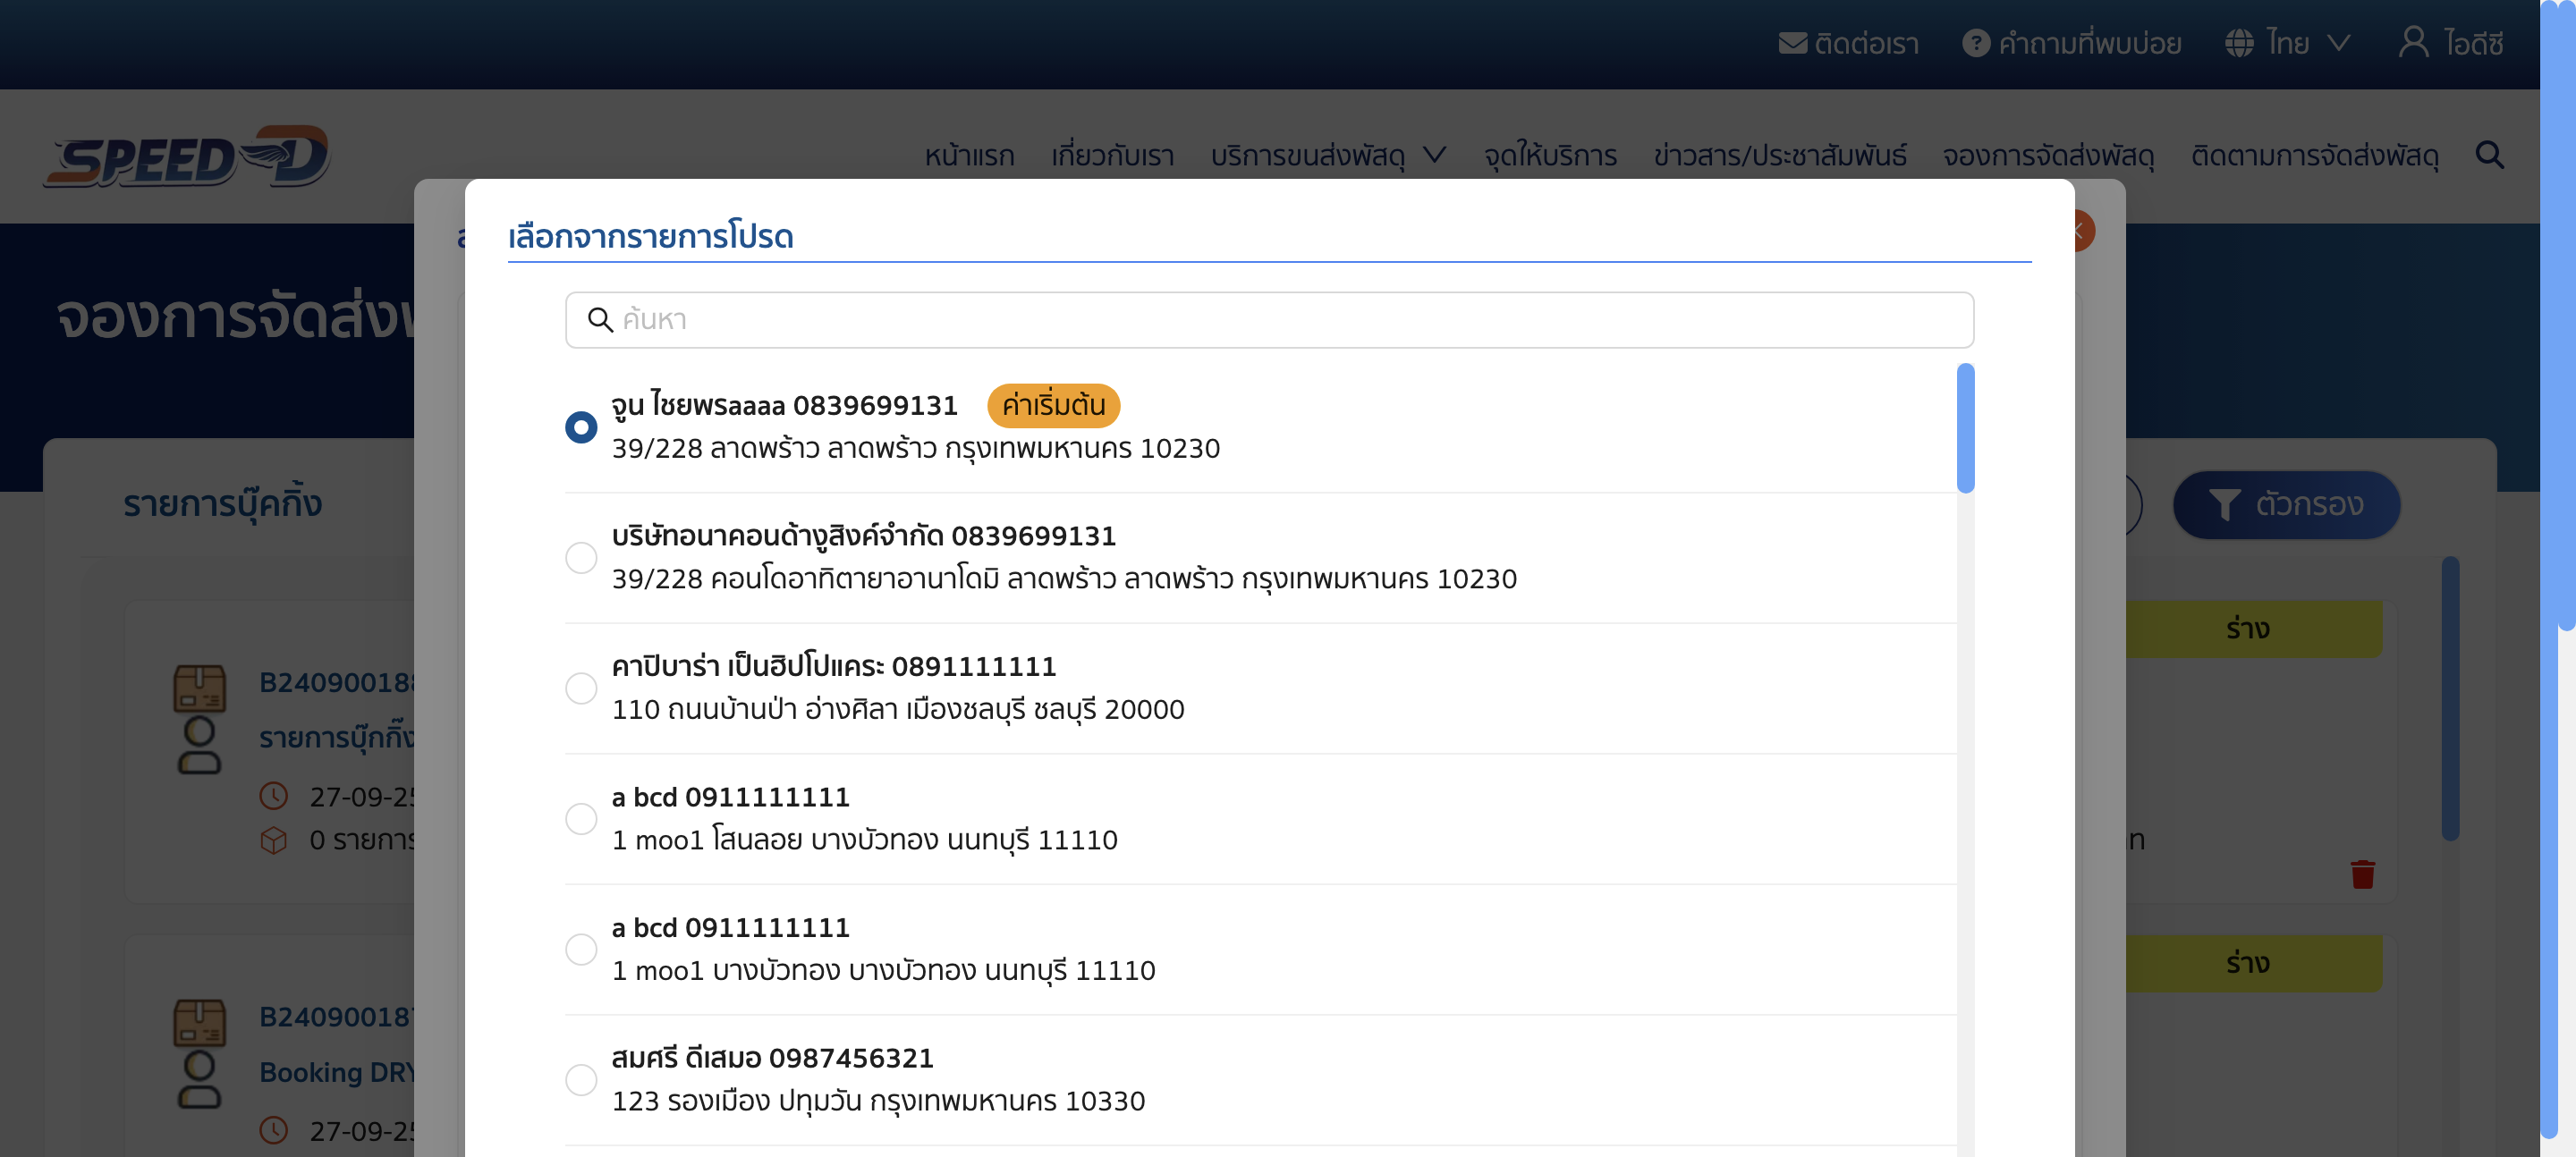 ติดต่อเรา คำถามที่พบบ่อย ไทย ไอดีซี
SPEED-D
หน้าแรก เกี่ยวกับเรา บริการขนส่งพัสดุ จุดให้บริการ ข่าวสาร/ประชาสัมพันธ์ จองการจัดส่งพัสดุ ติดตามการจัดส่งพัสดุ
เลือกจากรายการโปรด
จองการจัดส่ง
ค้นหา
จูน ไชยพรaaaa 0839699131 ค่าเริ่มต้น
39/228 ลาดพร้าว ลาดพร้าว กรุงเทพมหานคร 10230
รายการบุ๊คกิ้ง
ตัวกรอง
บริษัทอนาคอนด้างูสิงค์จำกัด 0839699131
39/228 คอนโดอาทิตายาอานาโดมิ ลาดพร้าว ลาดพร้าว กรุงเทพมหานคร 10230
ร่าง
คาปิบาร่า เป็นฮิปโปแคระ 0891111111
110 ถนนบ้านป่า อ่างศิลา เมืองชลบุรี ชลบุรี 20000
B24090018
รายการบุ๊กกิ้ง
27-09-25
0 รายการ
a bcd 0911111111
1 moo1 โสนลอย บางบัวทอง นนทบุรี 11110
a bcd 0911111111
1 moo1 บางบัวทอง บางบัวทอง นนทบุรี 11110
ร่าง
B240900187
Booking DRY
27-09-25
สมศรี ดีเสมอ 0987456321
123 รองเมือง ปทุมวัน กรุงเทพมหานคร 10330